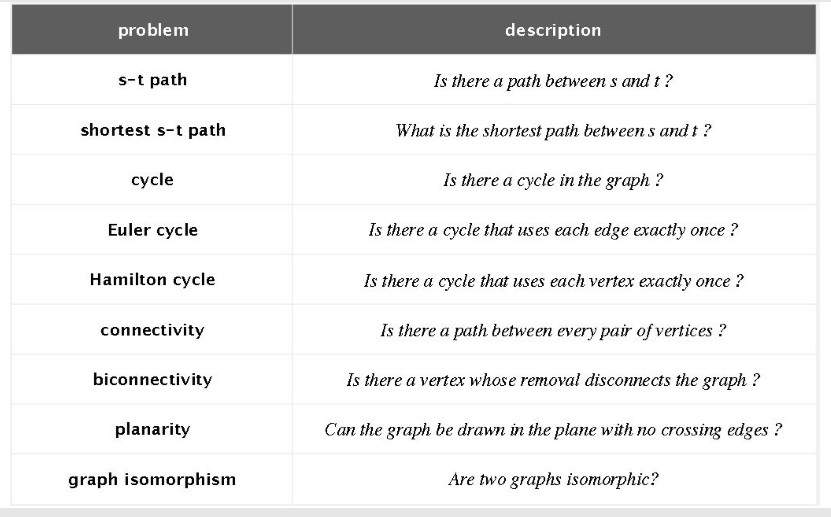 problem description
s-t path Is there a path between s and t ?
shortest s-t path What is the shortest path between s and t ?
cycle Is there a cycle in the graph ?
Euler cycle Is there a cycle that uses each edge exactly once ?
Hamilton cycle Is there a cycle that uses each vertex exactly once ?
connectivity Is there a path between every pair of vertices ?
biconnectivity Is there a vertex whose removal disconnects the graph ?
planarity Can the graph be drawn in the plane with no crossing edges ?
graph isomorphism Are two graphs isomorphic?